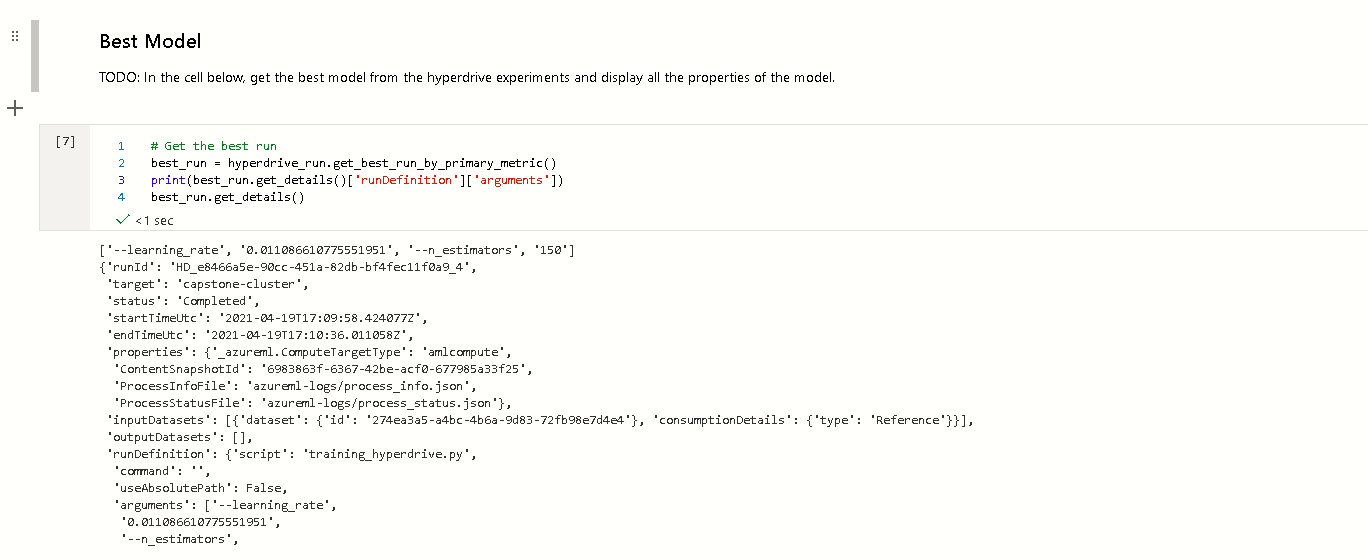 Best Model
TODO: In the cell below, get the best model from the hyperdrive experiments and display all the properties of the model.
[7]
1 # Get the best run
2 best_run = hyperdrive_run.get_best_run_by_primary_metric()
3 print(best_run.get_details()['runDefinition']['arguments'])
4 best_run.get_details()
<1 sec
['--learning_rate', '0.011086610775551951', '--n_estimators', '150']
{'runId': 'HD_e8466a5e-90cc-451a-82db-bf4fec11f0a9_4',
'target': 'capstone-cluster',
'status': 'Completed',
'startTimeUtc': '2021-04-19T17:09:58.424077Z',
'endTimeUtc': '2021-04-19T17:10:36.011058Z',
'properties': {'_azureml.ComputeTargetType': 'amlcompute',
'ContentSnapshotId': '6983863f-6367-42be-acf0-677985a33f25',
'ProcessInfoFile': 'azureml-logs/process_info.json',
'ProcessStatusFile': 'azureml-logs/process_status.json'},
'inputDatasets': [{'dataset': {'id': '274ea3a5-a4bc-4b6a-9d83-72fb98e7d4e4'}, 'consumptionDetails': {'type': 'Reference'}}],
'outputDatasets': [],
'runDefinition': {'script': 'training_hyperdrive.py',
'command': '',
'useAbsolutePath': False,
'arguments': ['--learning_rate',
'0.011086610775551951',
'--n_estimators',